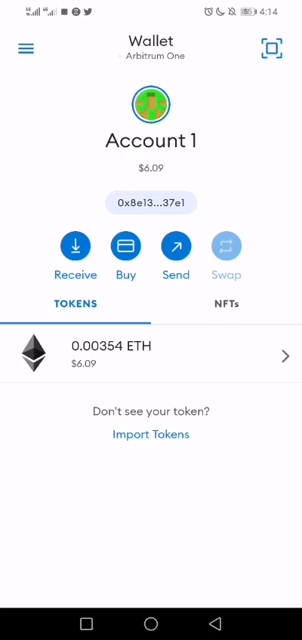 4:14
Wallet
Arbitrum One
Account 1
$6.09
0x8e13...37e1
Receive Buy Send Swap
TOKENS NFTs
0.00354 ETH
$6.09
Don't see your token?
Import Tokens